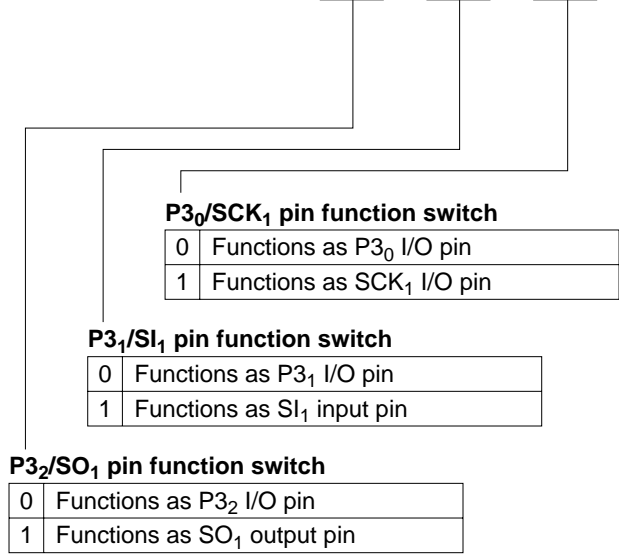 P3₀/SCK₁ pin function switch
0 Functions as P3₀ I/O pin
1 Functions as SCK₁ I/O pin
P3₁/SI₁ pin function switch
0 Functions as P3₁ I/O pin
1 Functions as SI₁ input pin
P3₂/SO₁ pin function switch
0 Functions as P3₂ I/O pin
1 Functions as SO₁ output pin